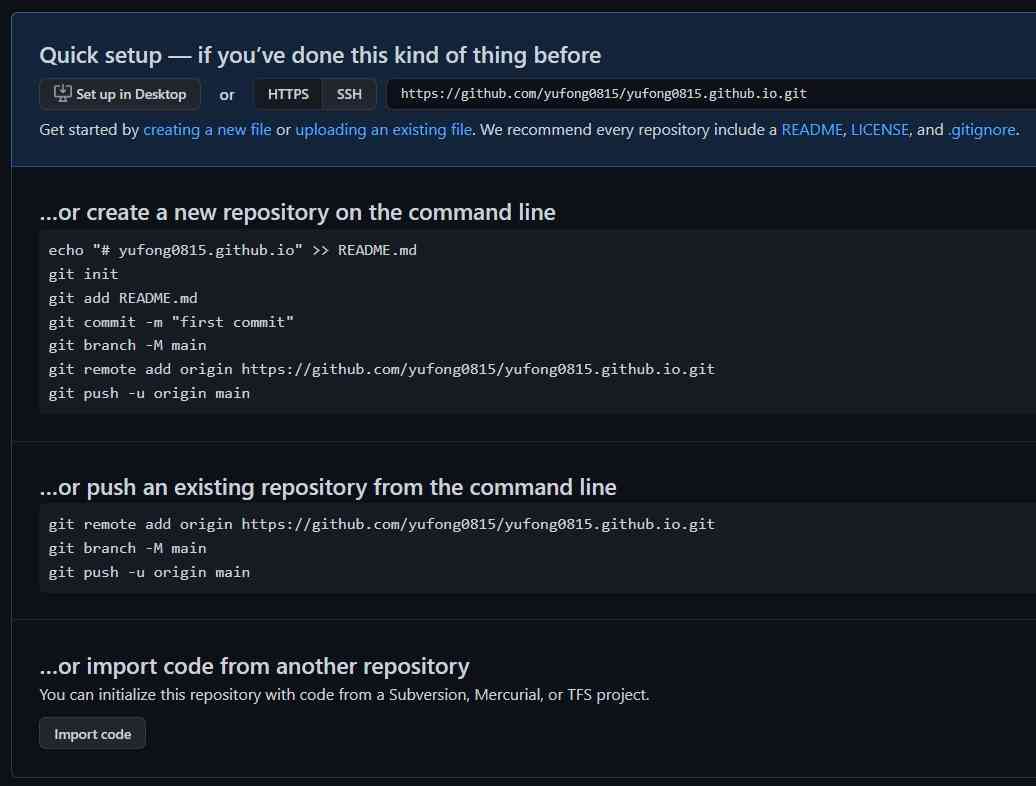 Quick setup — if you've done this kind of thing before
Set up in Desktop or HTTPS SSH https://github.com/yufong0815/yufong0815.github.io.git
Get started by creating a new file or uploading an existing file. We recommend every repository include a README, LICENSE, and .gitignore.
…or create a new repository on the command line
echo "# yufong0815.github.io" >> README.md
git init
git add README.md
git commit -m "first commit"
git branch -M main
git remote add origin https://github.com/yufong0815/yufong0815.github.io.git
git push -u origin main
…or push an existing repository from the command line
git remote add origin https://github.com/yufong0815/yufong0815.github.io.git
git branch -M main
git push -u origin main
…or import code from another repository
You can initialize this repository with code from a Subversion, Mercurial, or TFS project.
Import code